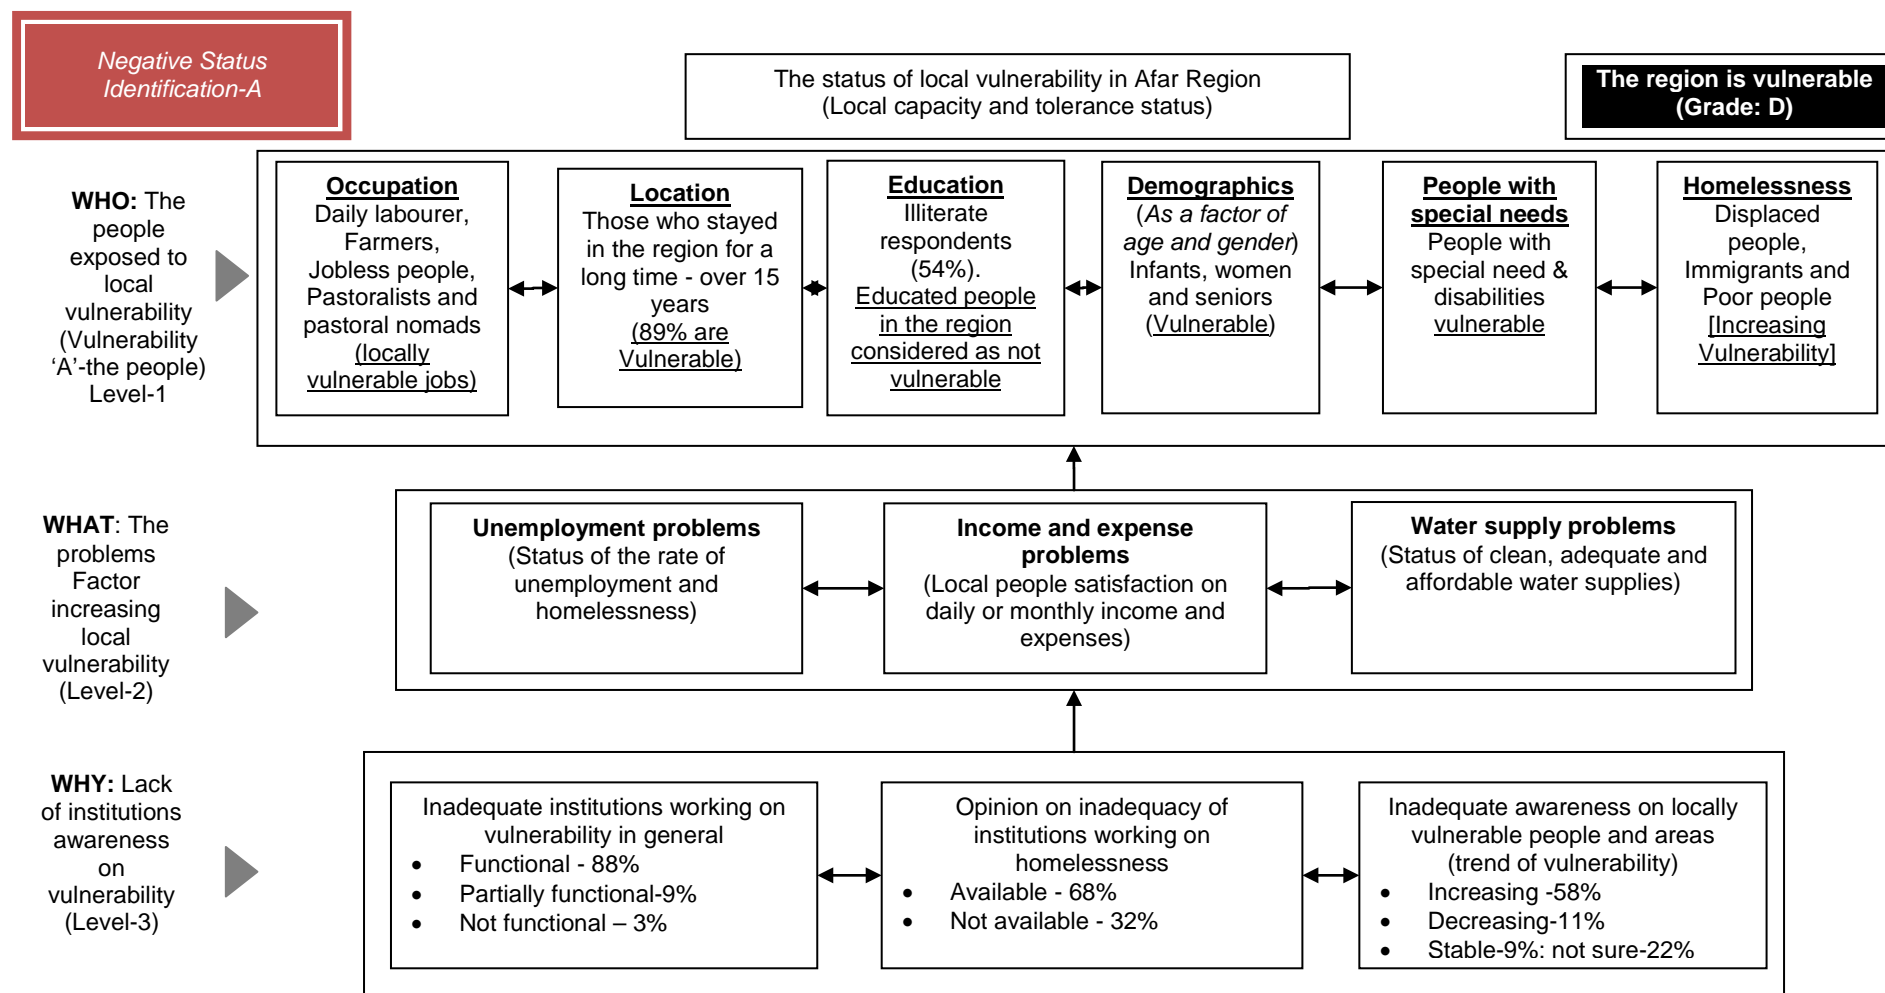 Negative Status
Identification-A
The status of local vulnerability in Afar Region
(Local capacity and tolerance status)
The region is vulnerable
(Grade: D)
WHO: The
people
exposed to
local
vulnerability
(Vulnerability
‘A’-the people)
Level-1
Occupation
Daily labourer,
Farmers,
Jobless people,
Pastoralists and
pastoral nomads
(locally
vulnerable jobs)
Location
Those who stayed
in the region for a
long time - over 15
years
(89% are
Vulnerable)
Education
Illiterate
respondents
(54%).
Educated people
in the region
considered as not
vulnerable
Demographics
(As a factor of
age and gender)
Infants, women
and seniors
(Vulnerable)
People with
special needs
People with
special need &
disabilities
vulnerable
Homelessness
Displaced
people,
Immigrants and
Poor people
[Increasing
Vulnerability]
WHAT: The
problems
Factor
increasing
local
vulnerability
(Level-2)
Unemployment problems
(Status of the rate of
unemployment and
homelessness)
Income and expense
problems
(Local people satisfaction on
daily or monthly income and
expenses)
Water supply problems
(Status of clean, adequate and
affordable water supplies)
WHY: Lack
of institutions
awareness
on
vulnerability
(Level-3)
Inadequate institutions working on
vulnerability in general
• Functional - 88%
• Partially functional-9%
• Not functional – 3%
Opinion on inadequacy of
institutions working on
homelessness
• Available - 68%
• Not available - 32%
Inadequate awareness on locally
vulnerable people and areas
(trend of vulnerability)
• Increasing -58%
• Decreasing-11%
• Stable-9%: not sure-22%